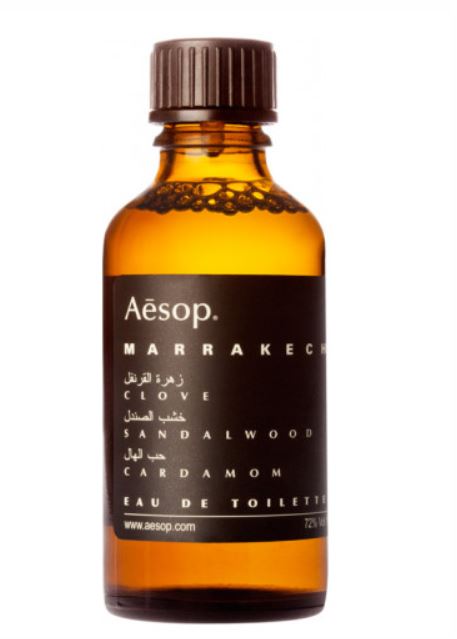 Aēsop®
MARRAKECH
زهرة القرنفل
CLOVE
خشب الصندل
SANDALWOOD
حب الهال
CARDAMOM
EAU DE TOILETTE
www.aesop.com 72%